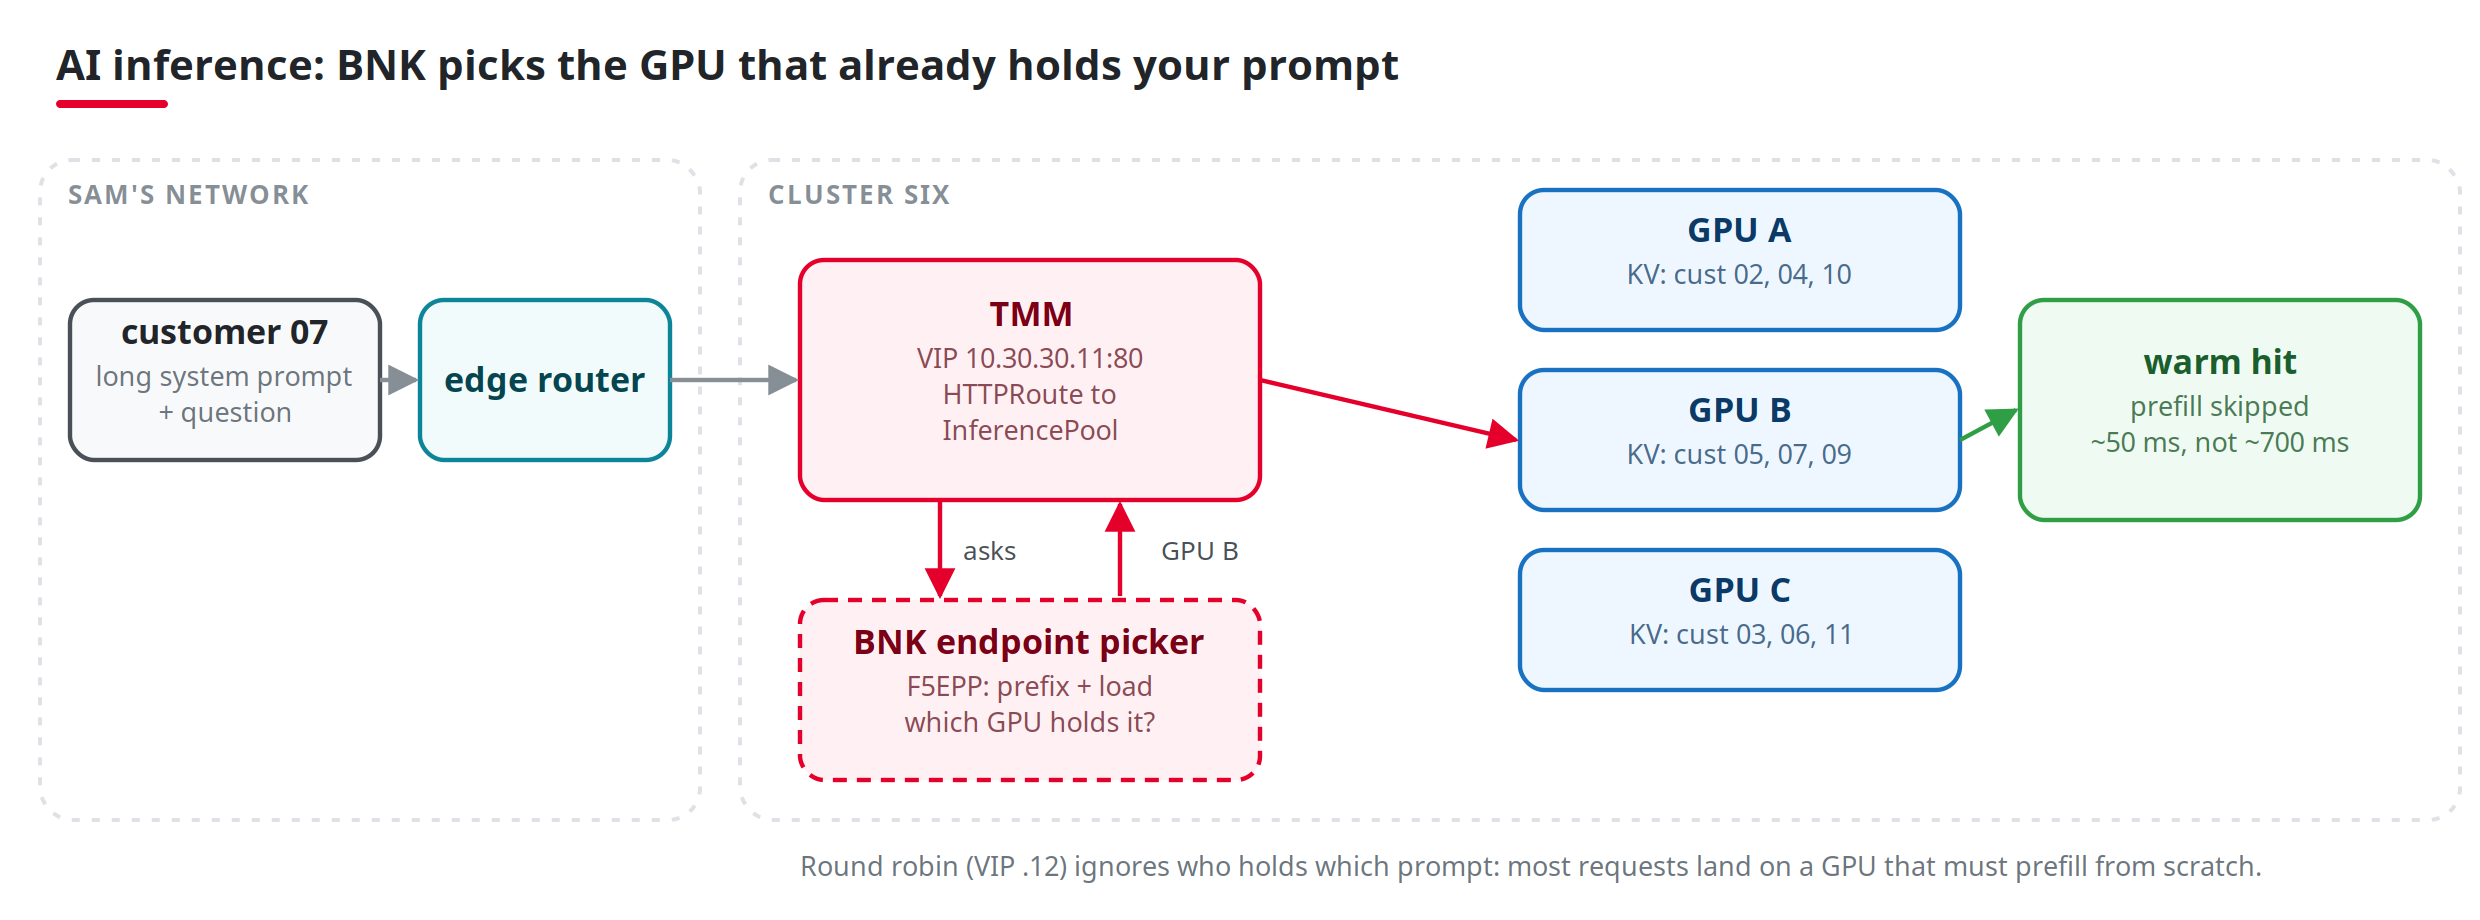 AI inference: BNK picks the GPU that already holds your prompt
SAM'S NETWORK
customer 07
long system prompt
+ question
edge router
CLUSTER SIX
TMM
VIP 10.30.30.11:80
HTTPRoute to
InferencePool
asks
GPU B
BNK endpoint picker
F5EPP: prefix + load
which GPU holds it?
GPU A
KV: cust 02, 04, 10
GPU B
KV: cust 05, 07, 09
GPU C
KV: cust 03, 06, 11
warm hit
prefill skipped
~50 ms, not ~700 ms
Round robin (VIP .12) ignores who holds which prompt: most requests land on a GPU that must prefill from scratch.